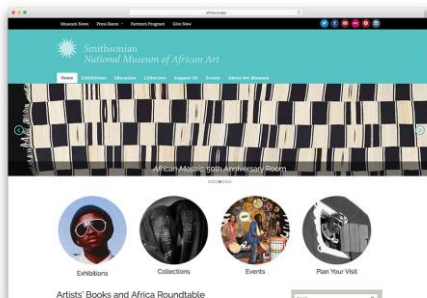 Museum News Press Room Partners Program Give Now
Smithsonian
National Museum of African Art
Home Exhibitions Education Collection Support Us Events About the Museum
African Mosaic 50th Anniversary Room
Exhibitions
Collections
Events
Plan Your Visit
Artists' Books and Africa Roundtable